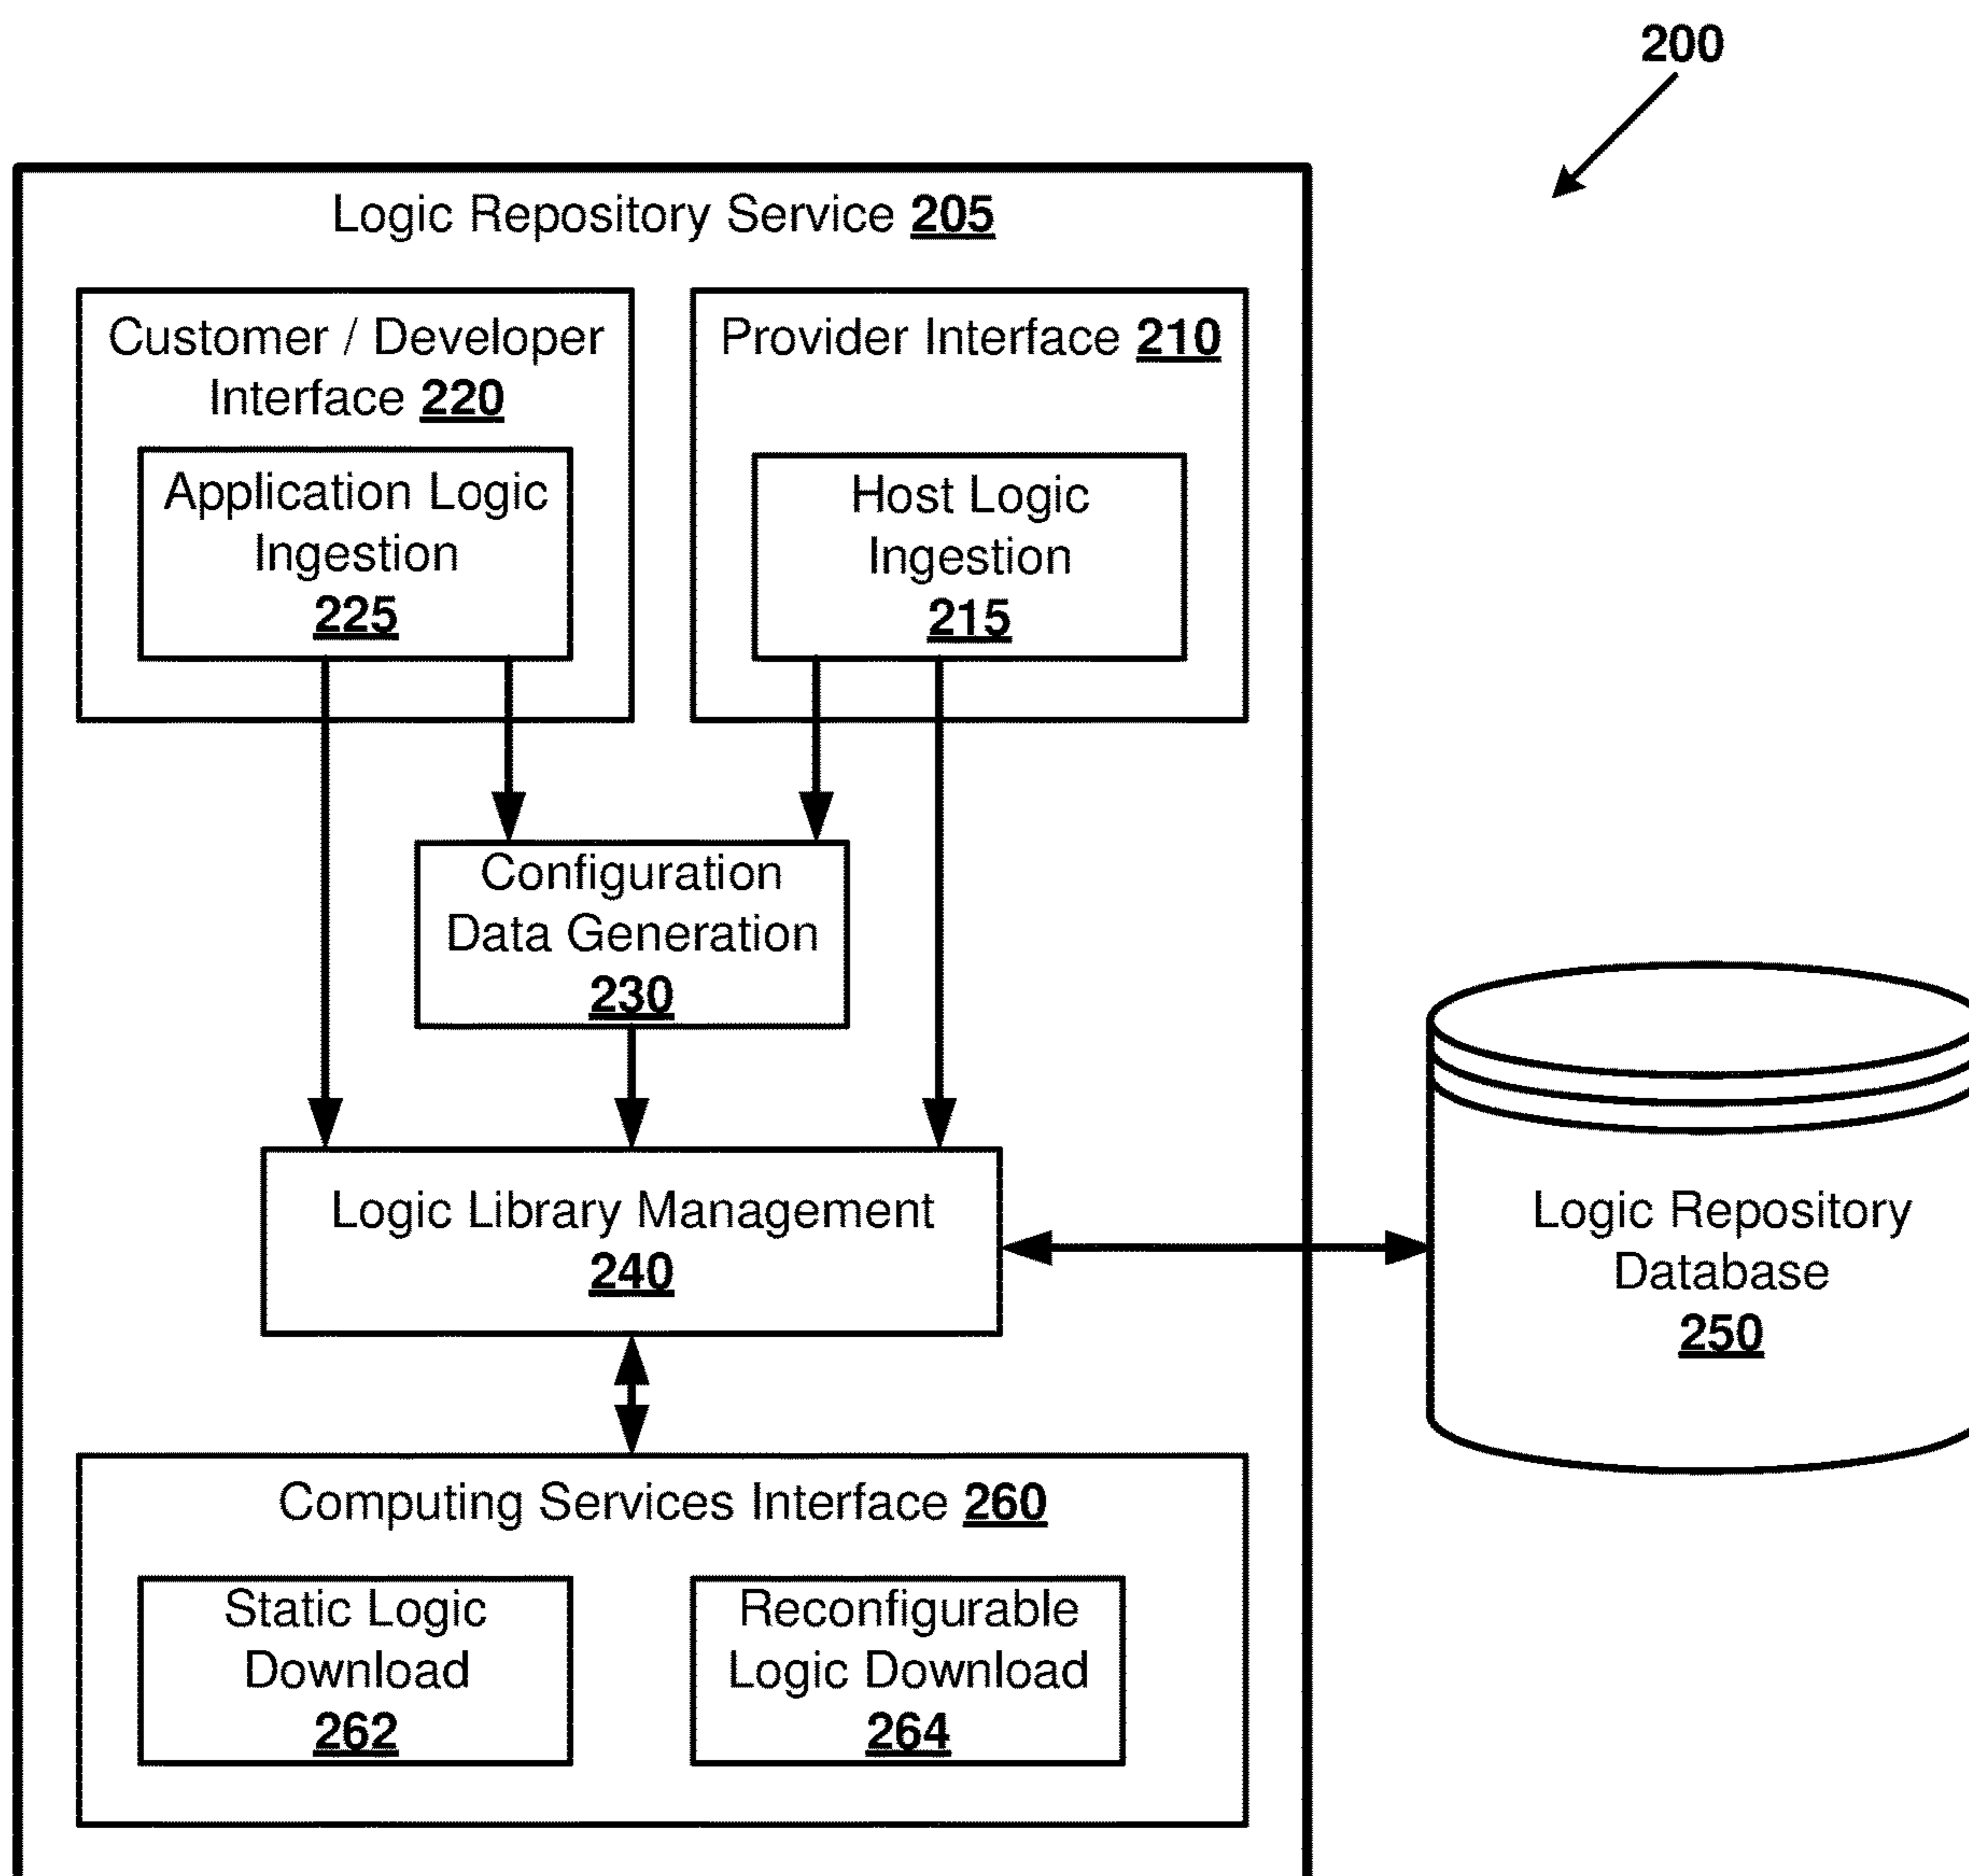 200
Logic Repository Service 205
Customer / Developer
Interface 220
Application Logic
Ingestion
225
Provider Interface 210
Host Logic
Ingestion
215
Configuration
Data Generation
230
Logic Library Management
240
Logic Repository
Database
250
Computing Services Interface 260
Static Logic
Download
262
Reconfigurable
Logic Download
264